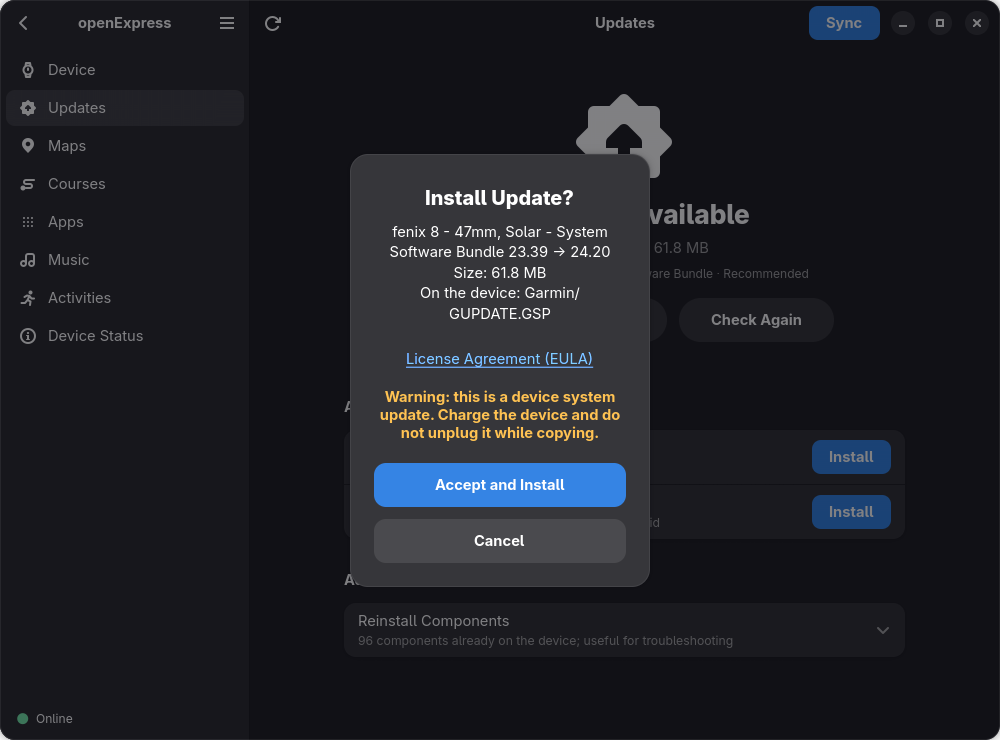 openExpress
Updates
Sync
Device
Updates
Maps
Courses
Apps
Music
Activities
Device Status
Online
61.8 MB
Bundle · Recommended
Check Again
Install Update?
fenix 8 - 47mm, Solar - System
Software Bundle 23.39 → 24.20
Size: 61.8 MB
On the device: Garmin/
GUPDATE.GSP
License Agreement (EULA)
Warning: this is a device system
update. Charge the device and do
not unplug it while copying.
Accept and Install
Cancel
Install
Install
Reinstall Components
96 components already on the device; useful for troubleshooting